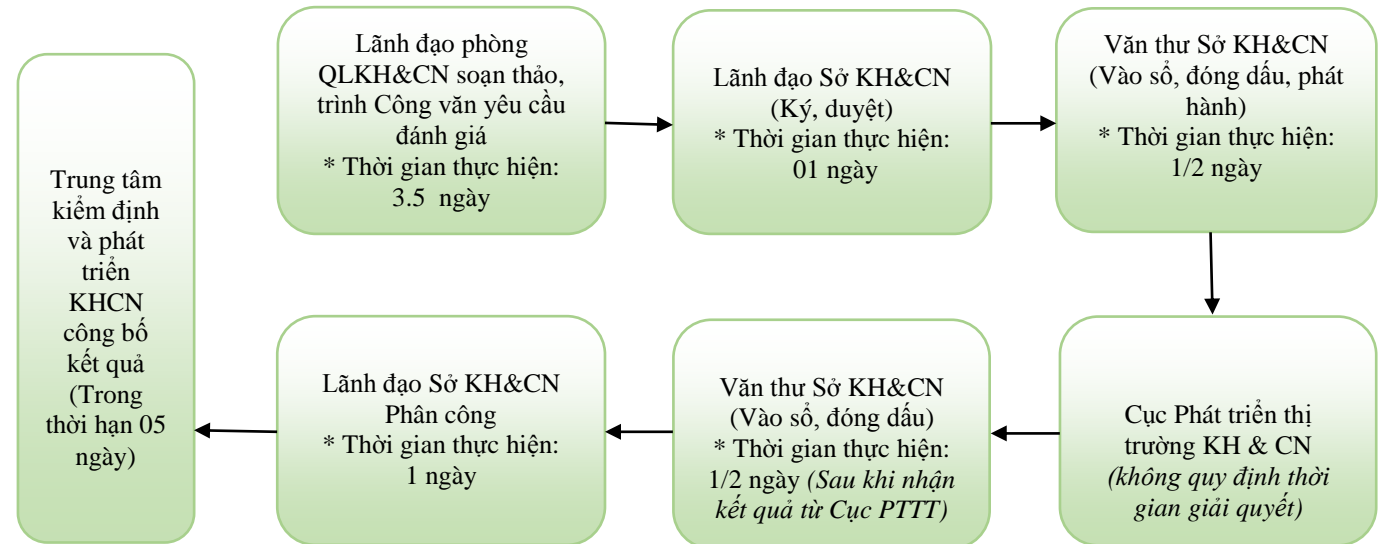 Lãnh đạo phòng
QLKH&CN soạn thảo,
trình Công văn yêu cầu
đánh giá
* Thời gian thực hiện:
3.5 ngày
Lãnh đạo Sở KH&CN
(Ký, duyệt)
* Thời gian thực hiện:
01 ngày
Văn thư Sở KH&CN
(Vào sổ, đóng dấu, phát
hành)
* Thời gian thực hiện:
1/2 ngày
Cục Phát triển thị
trường KH & CN
(không quy định thời
gian giải quyết)
Văn thư Sở KH&CN
(Vào sổ, đóng dấu)
* Thời gian thực hiện:
1/2 ngày (Sau khi nhận
kết quả từ Cục PTTT)
Lãnh đạo Sở KH&CN
Phân công
* Thời gian thực hiện:
1 ngày
Trung tâm
kiểm định
và phát
triển
KHCN
công bố
kết quả
(Trong
thời hạn 05
ngày)